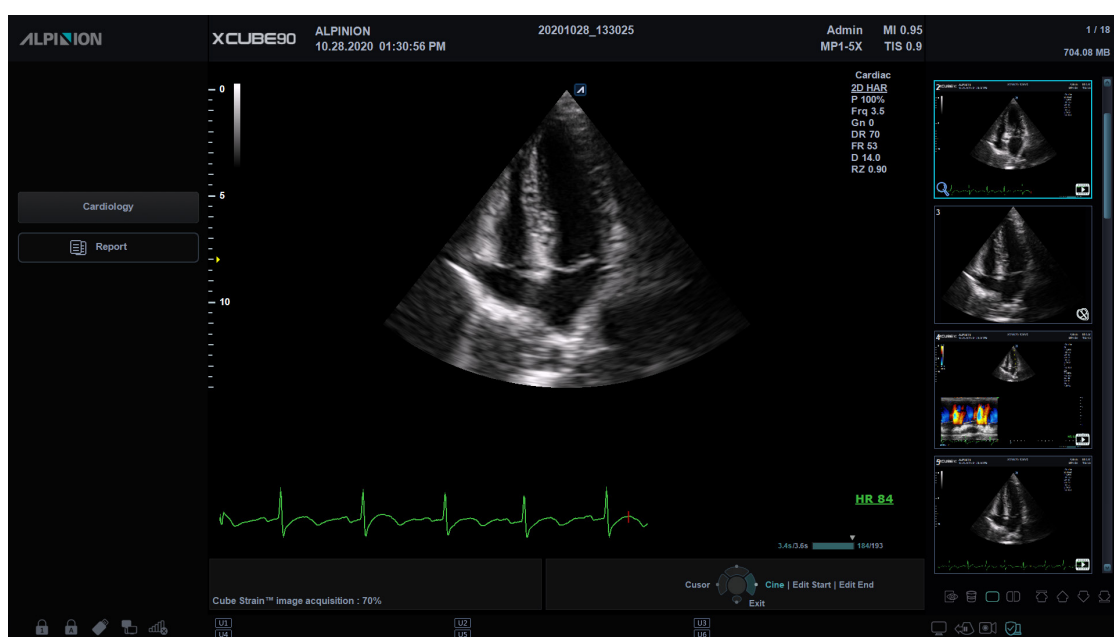 ALPINION
XCUBE90
ALPINION
10.28.2020 01:30:56 PM
20201028_133025
Admin MI 0.95
MP1-5X TIS 0.9
1 / 18
704.08 MB
Cardiac
2D HAR
P 100%
Frq 3.5
Gn 0
DR 70
FR 53
D 14.0
RZ 0.90
0
5
10
Cardiology
Report
2
3
4
HR 84
3.4s/3.6s 184/193
Cusor Cine | Edit Start | Edit End
Exit
Cube Strain™ image acquisition : 70%
U1 U2 U3
U4 U5 U6